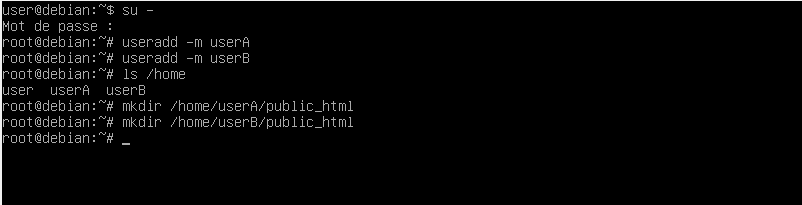 user@debian:~$ su -
Mot de passe :
root@debian:~# useradd -m userA
root@debian:~# useradd -m userB
root@debian:~# ls /home
user  userA  userB
root@debian:~# mkdir /home/userA/public_html
root@debian:~# mkdir /home/userB/public_html
root@debian:~# _